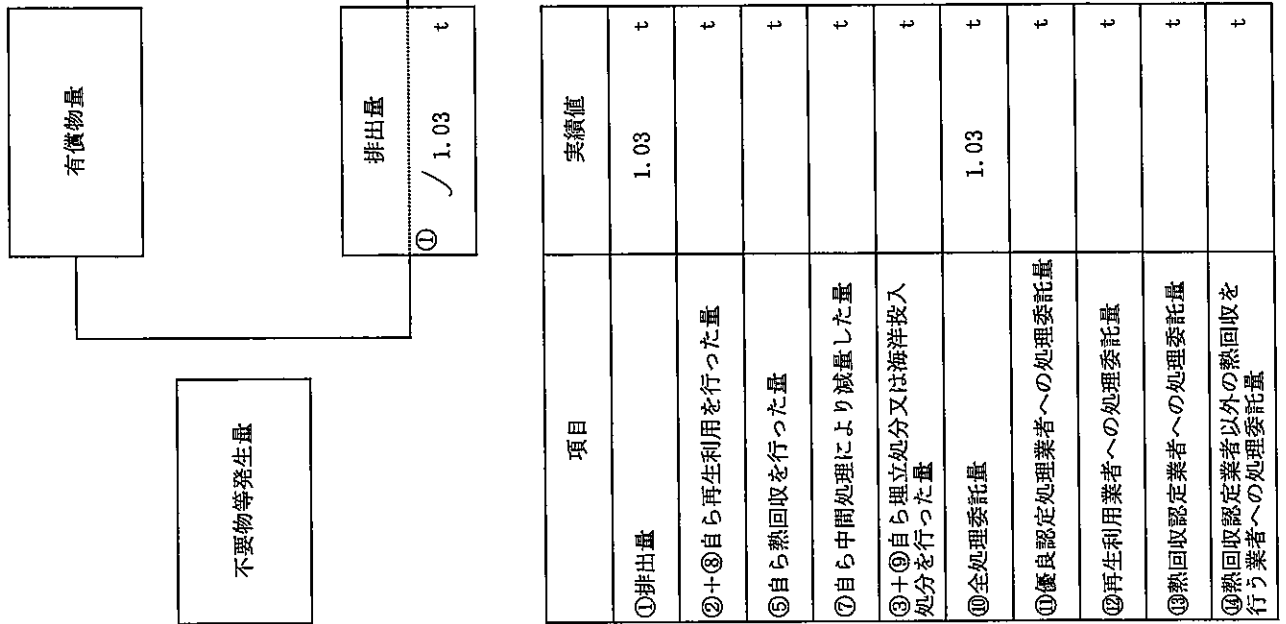 不要物等発生量
有償物量
排出量
① 1.03 t
項目 実績値
①排出量 1.03 t
②+⑧自ら再生利用を行った量 t
⑤自ら熱回収を行った量 t
⑦自ら中間処理により減量した量 t
③+⑨自ら埋立処分又は海洋投入
処分を行った量 t
⑩全処理委託量 1.03 t
⑪優良認定処理業者への処理委託量 t
⑫再生利用業者への処理委託量 t
⑬熱回収認定業者への処理委託量 t
⑭熱回収認定業者以外の熱回収を
行う業者への処理委託量 t